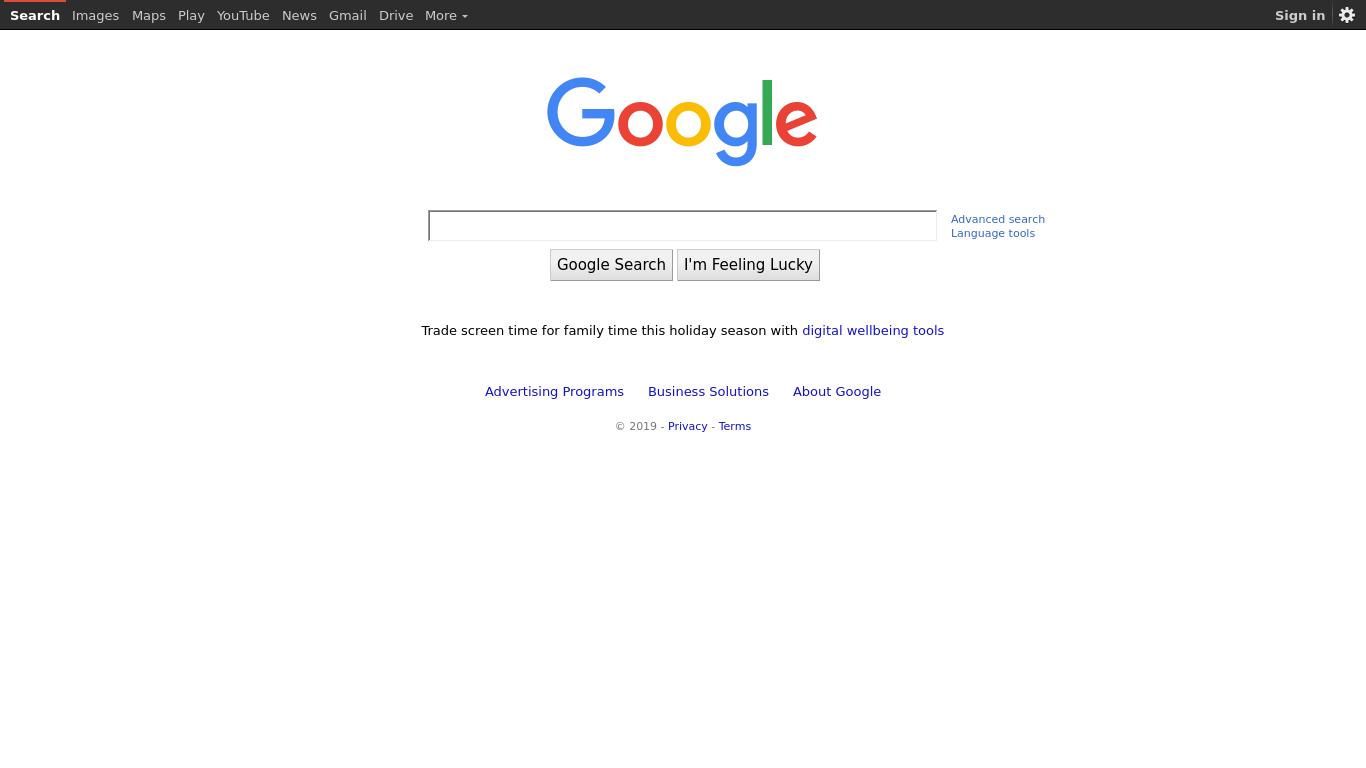 Search Images Maps Play YouTube News Gmail Drive More Sign in
Google
Advanced search
Language tools
Google Search I'm Feeling Lucky
Trade screen time for family time this holiday season with digital wellbeing tools
Advertising Programs Business Solutions About Google
© 2019 - Privacy - Terms